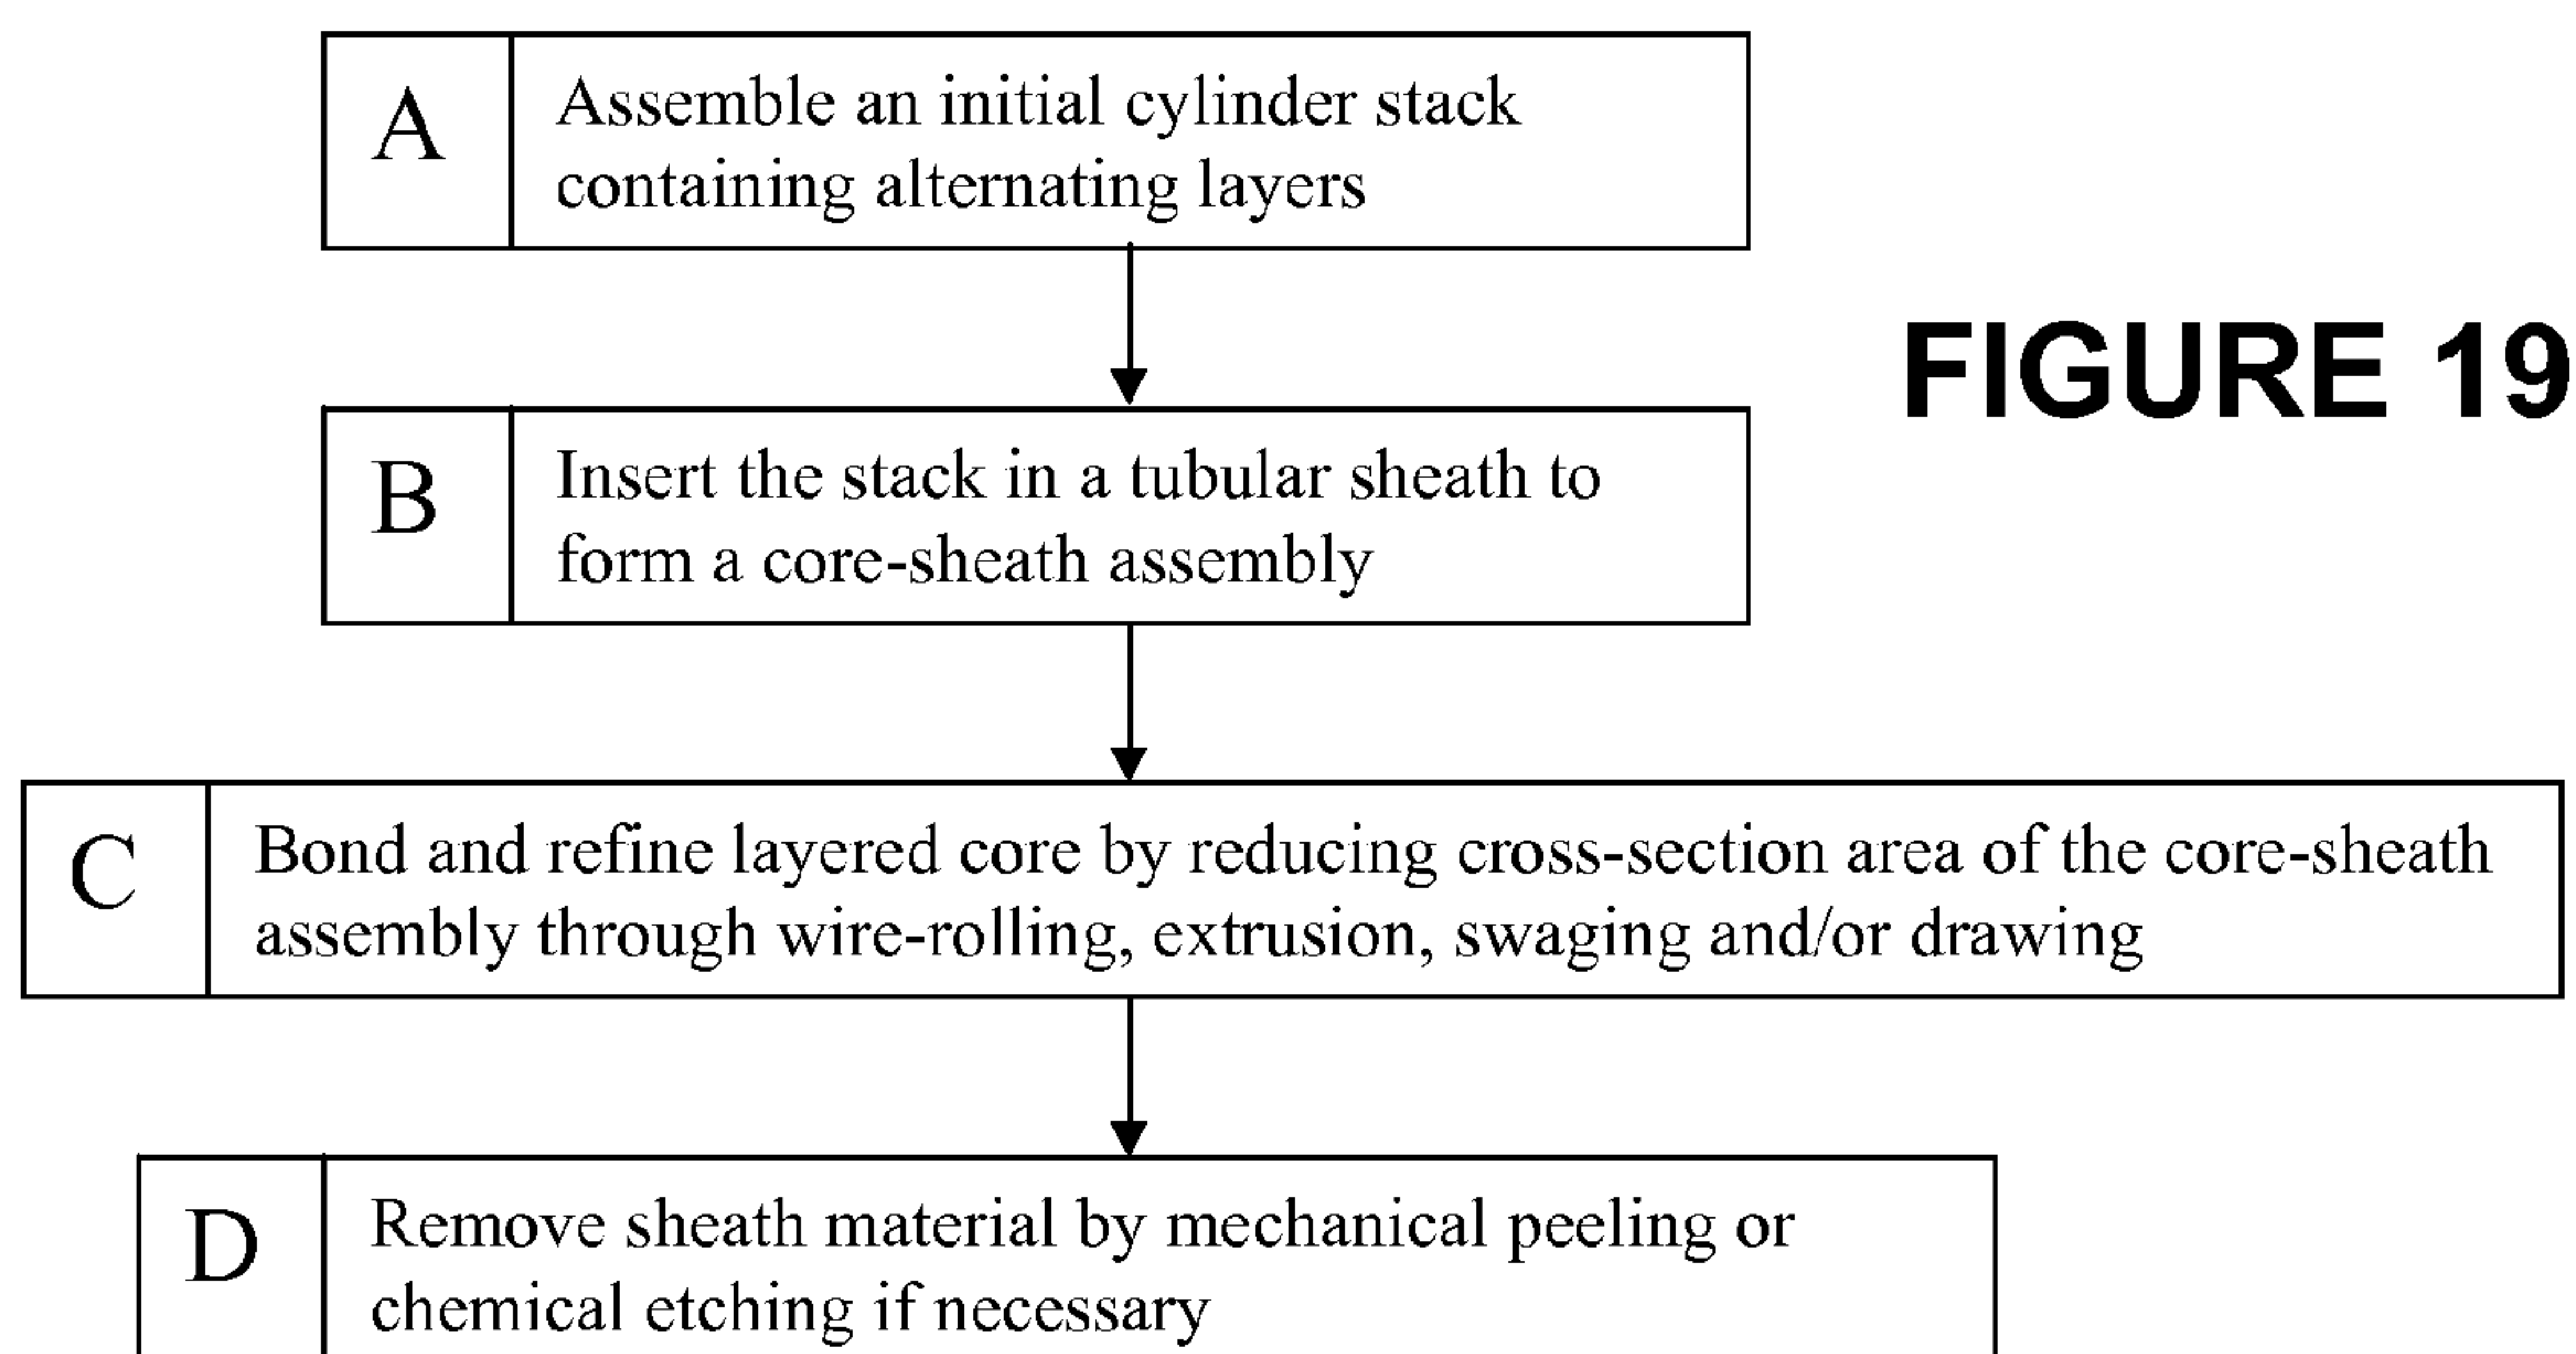 A
Assemble an initial cylinder stack
containing alternating layers
FIGURE 19
B
Insert the stack in a tubular sheath to
form a core-sheath assembly
C
Bond and refine layered core by reducing cross-section area of the core-sheath
assembly through wire-rolling, extrusion, swaging and/or drawing
D
Remove sheath material by mechanical peeling or
chemical etching if necessary